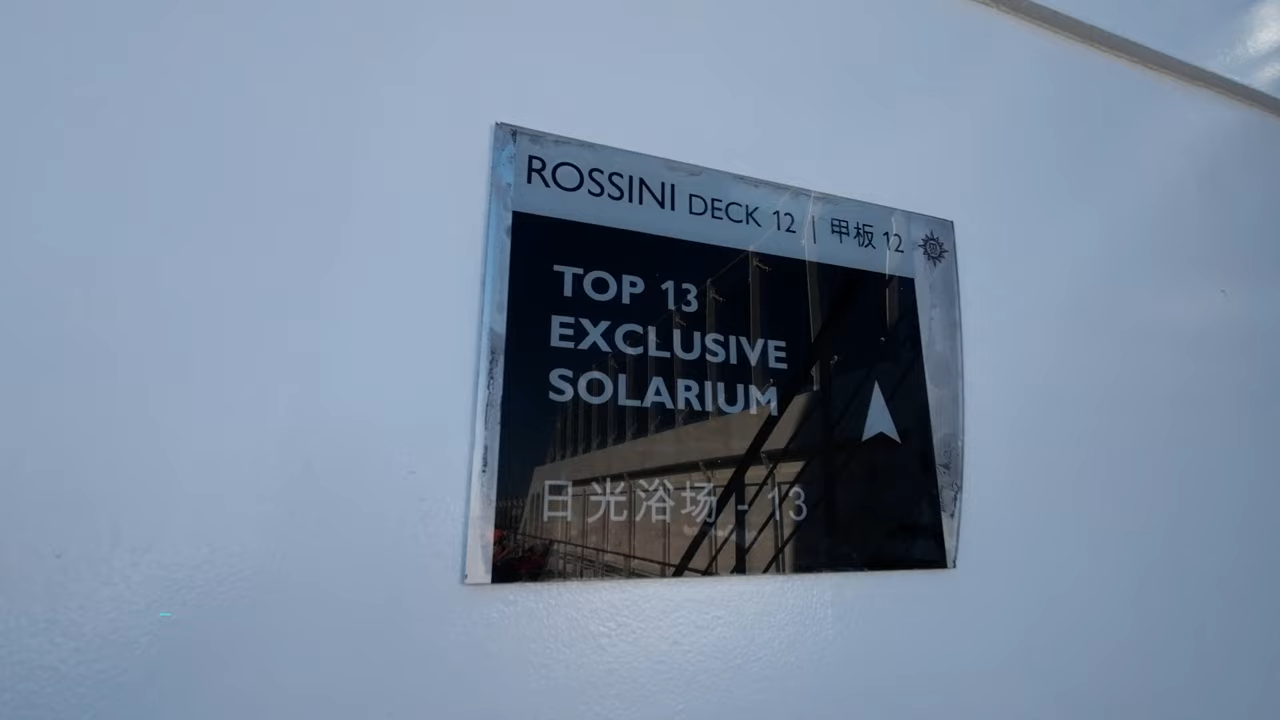 ROSSINI DECK 12 | 甲板 12
TOP 13
EXCLUSIVE
SOLARIUM
日光浴场 - 13